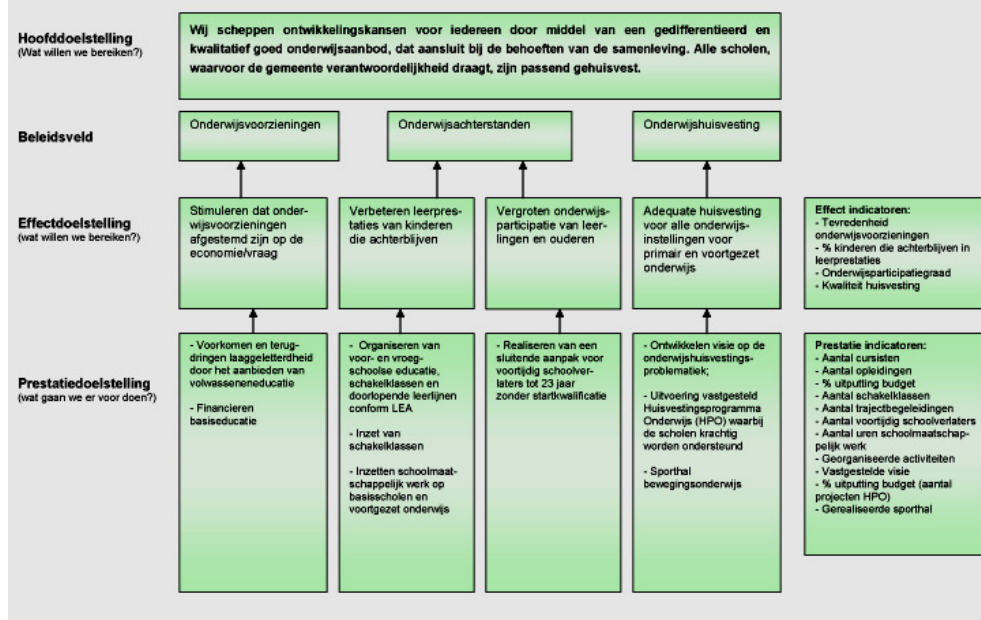 Hoofddoelstelling
(Wat willen we bereiken?)
Wij scheppen ontwikkelingskansen voor iedereen door middel van een gedifferentieerd en
kwalitatief goed onderwijsaanbod, dat aansluit bij de behoeften van de samenleving. Alle scholen,
waarvoor de gemeente verantwoordelijkheid draagt, zijn passend gehuisvest.
Beleidsveld
Onderwijsvoorzieningen
Onderwijsachterstanden
Onderwijshuisvesting
Effectdoelstelling
(wat willen we bereiken?)
Stimuleren dat onder-
wijsvoorzieningen
afgestemd zijn op de
economie/vraag
Verbeteren leerpres-
taties van kinderen
die achterblijven
Vergroten onderwijs-
participatie van leer-
lingen en ouderen
Adequate huisvesting
voor alle onderwijs-
instellingen voor
primair en voortgezet
onderwijs
Effect indicatoren:
- Tevredenheid
onderwijsvoorzieningen
- % kinderen die achterblijven in
leerprestaties
- Onderwijsparticipatiegraad
- Kwaliteit huisvesting
Prestatiedoelstelling
(wat gaan we er voor doen?)
- Voorkomen en terug-
dringen laaggeletterdheid
door het aanbieden van
volwasseneneducatie
- Financieren
basiseducatie
- Organiseren van
voor- en vroeg-
schoolse educatie,
schakelklassen en
doorlopende leerlijnen
conform LEA
- Inzet van
schakelklassen
- Inzetten schoolmaat-
schappelijk werk op
basisscholen en
voortgezet onderwijs
- Realiseren van een
sluitende aanpak voor
voortijdig schoolver-
laters tot 23 jaar
zonder startkwalificatie
- Ontwikkelen visie op de
onderwijshuisvestings-
problematiek;
- Uitvoering vastgesteld
Huisvestingsprogramma
Onderwijs (HPO) waarbij
de scholen krachtig
worden ondersteund
- Sporthal
bewegingsonderwijs
Prestatie indicatoren:
- Aantal cursisten
- Aantal opleidingen
- % uitputting budget
- Aantal schakelklassen
- Aantal trajectbegeleidingen
- Aantal voortijdig schoolverlaters
- Aantal uren schoolmaatschap-
pelijk werk
- Georganiseerde activiteiten
- Vastgestelde visie
- % uitputting budget (aantal
projecten HPO)
- Gerealiseerde sporthal